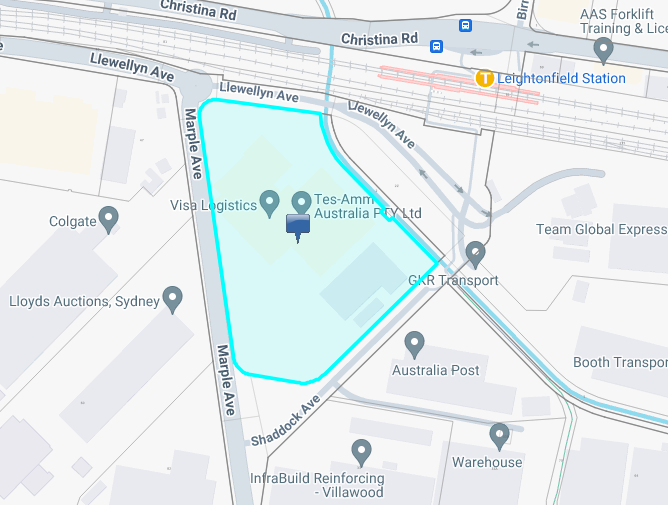 Christina Rd
Christina Rd
Birr
AAS Forklift
Training & Lice
Llewellyn Ave
Leightonfield Station
Llewellyn Ave
Llewellyn Ave
Marple Ave
Visa Logistics
Tes-Amm
Australia PTY Ltd
Colgate
Team Global Express
GKR Transport
Lloyds Auctions, Sydney
Marple Ave
Australia Post
Booth Transpor
Shaddock Ave
Warehouse
InfraBuild Reinforcing
- Villawood